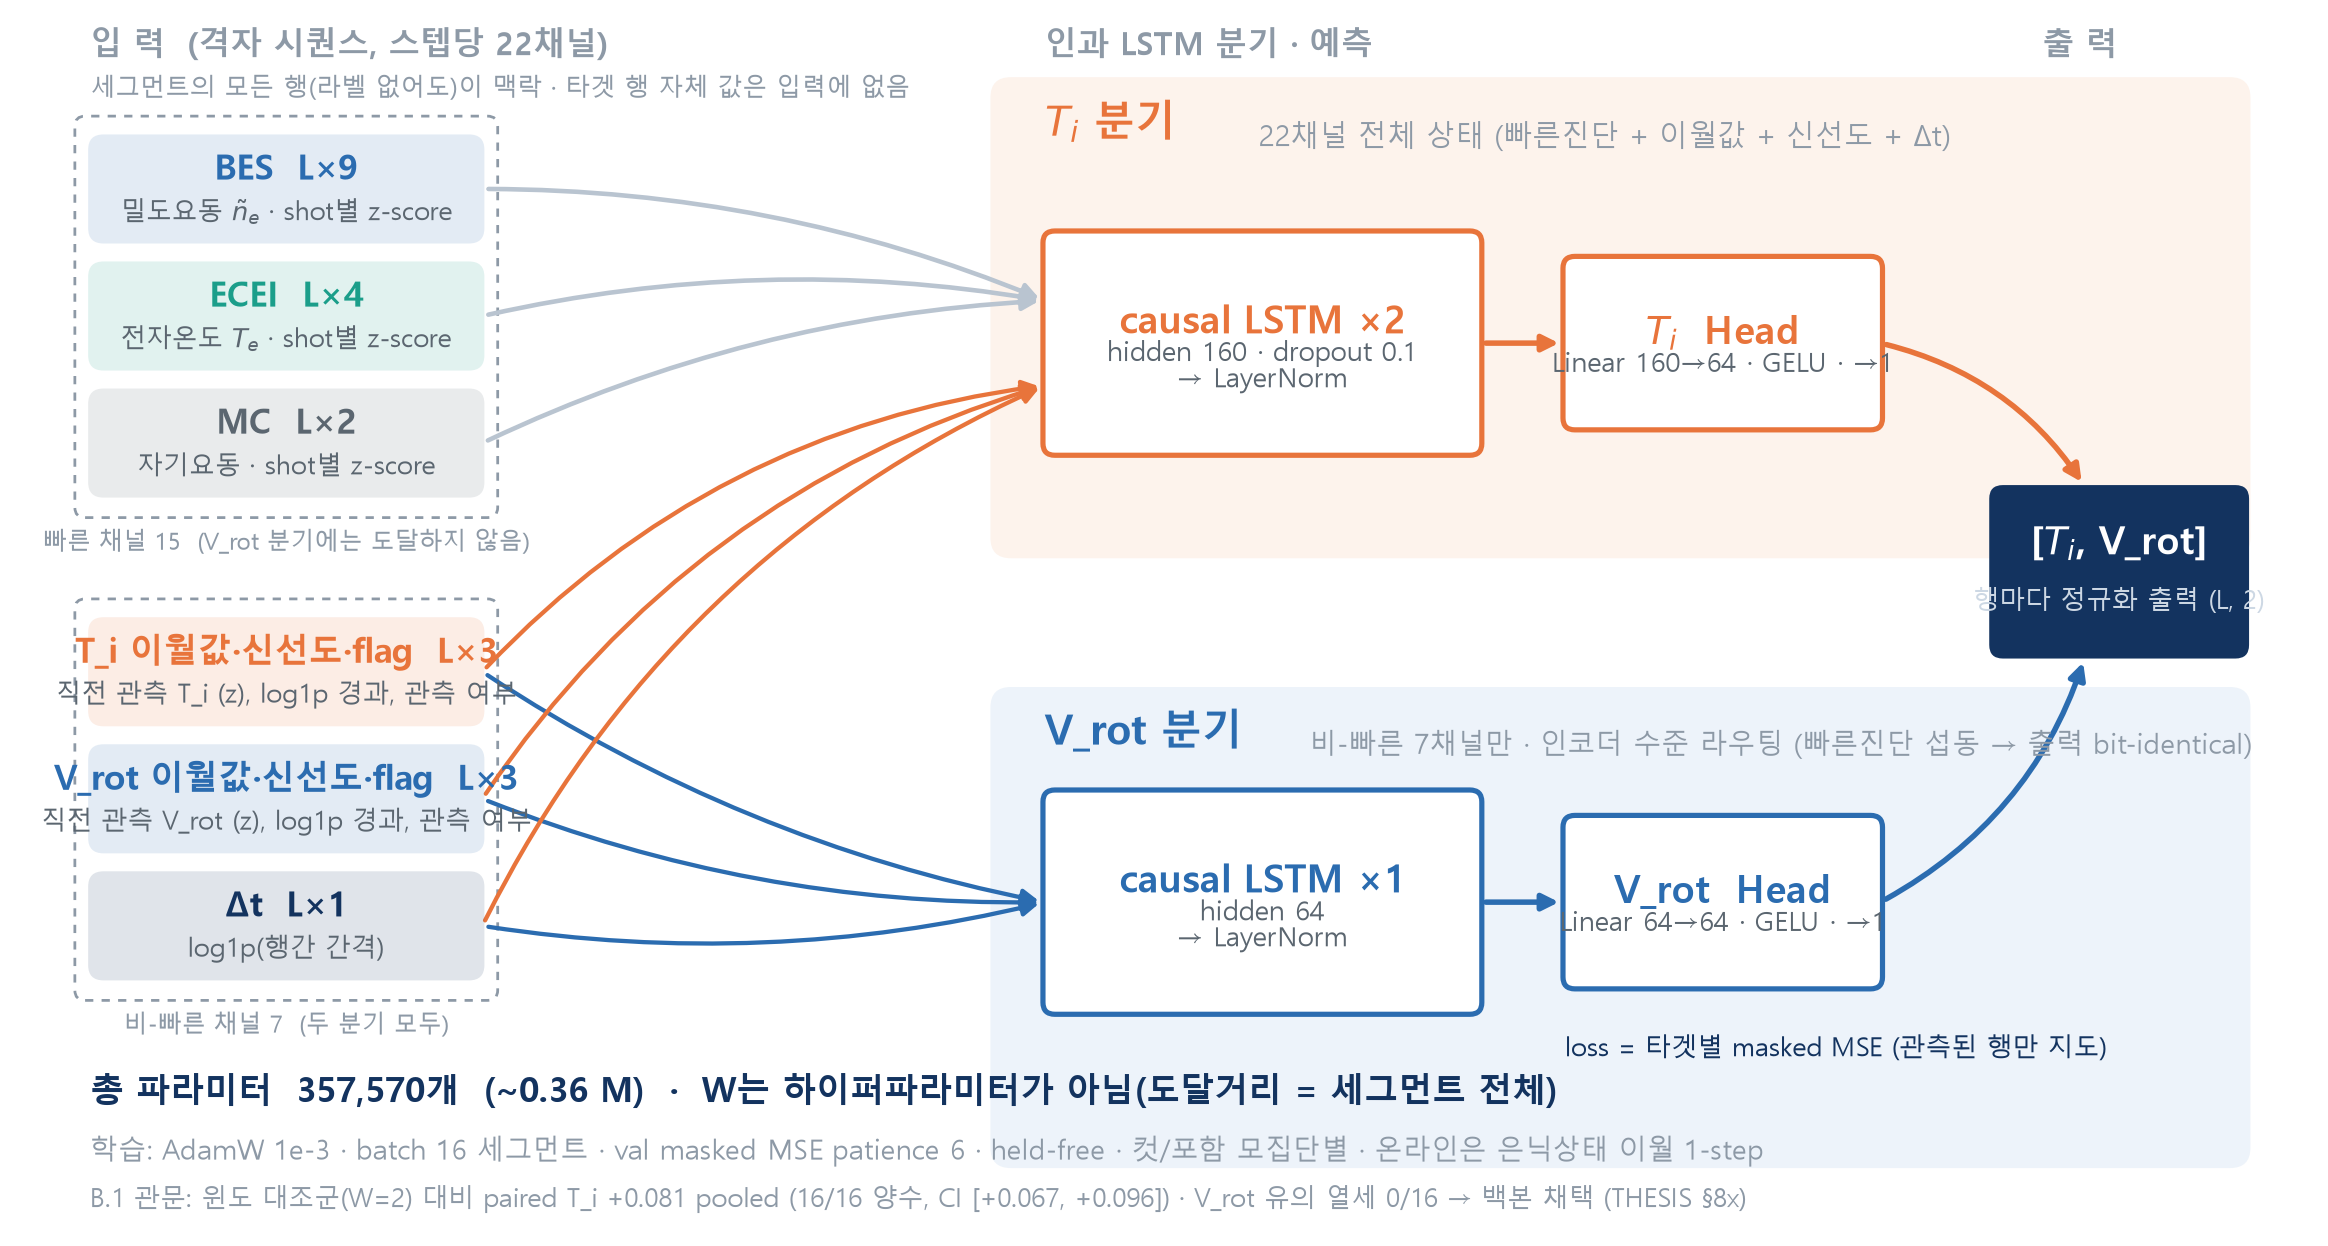 입 력 (격자 시퀀스, 스텝당 22채널)
세그먼트의 모든 행(라벨 없어도)이 맥락 · 타겟 행 자체 값은 입력에 없음
BES L×9
밀도요동 ñₑ · shot별 z-score
ECEI L×4
전자온도 Tₑ · shot별 z-score
MC L×2
자기요동 · shot별 z-score
빠른 채널 15 (V_rot 분기에는 도달하지 않음)
T_i 이월값·신선도·flag L×3
직전 관측 T_i (z), log1p 경과, 관측 여부
V_rot 이월값·신선도·flag L×3
직전 관측 V_rot (z), log1p 경과, 관측 여부
Δt L×1
log1p(행간 간격)
비-빠른 채널 7 (두 분기 모두)
인과 LSTM 분기 · 예측
Tᵢ 분기
22채널 전체 상태 (빠른진단 + 이월값 + 신선도 + Δt)
causal LSTM ×2
hidden 160 · dropout 0.1
→ LayerNorm
Tᵢ Head
Linear 160→64 · GELU · →1
출 력
[Tᵢ, V_rot]
행마다 정규화 출력 (L, 2)
V_rot 분기
비-빠른 7채널만 · 인코더 수준 라우팅 (빠른진단 섭동 → 출력 bit-identical)
causal LSTM ×1
hidden 64
→ LayerNorm
V_rot Head
Linear 64→64 · GELU · →1
loss = 타겟별 masked MSE (관측된 행만 지도)
총 파라미터 357,570개 (~0.36 M) · W는 하이퍼파라미터가 아님(도달거리 = 세그먼트 전체)
학습: AdamW 1e-3 · batch 16 세그먼트 · val masked MSE patience 6 · held-free · 컷/포함 모집단별 · 온라인은 은닉상태 이월 1-step
B.1 관문: 윈도 대조군(W=2) 대비 paired T_i +0.081 pooled (16/16 양수, CI [+0.067, +0.096]) · V_rot 유의 열세 0/16 → 백본 채택 (THESIS §8x)